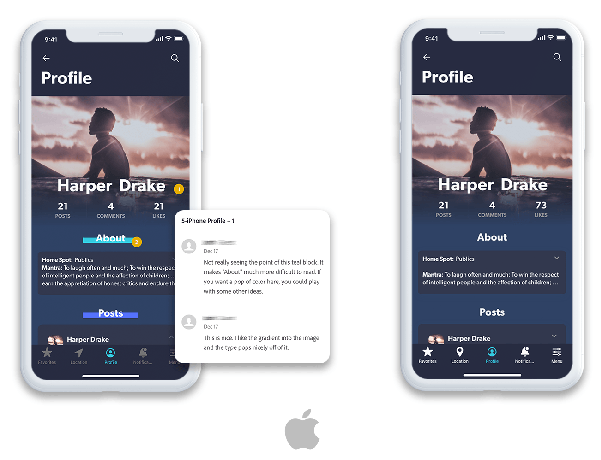 9:41
Profile
Harper Drake
1
21
4
21
POSTS
COMMENTS
LIKES
About
2
Home Spot: Publics
Mantra: To laugh often and much; To win the respect
of intelligent people and the affection of children; to
earn the appreciation of honest critics and endure the
Posts
Harper Drake
Favorites
Location
Profile
Notifica...
5-iPhone Profile – 1
Dec 17
Not really seeing the point of this teal block. It
makes "About" much more difficult to read. If
you want a pop of color here, you could play
with some other ideas.
Dec 17
This is nice. I like the gradient into the image
and the type pops nicely off of it.
9:41
Profile
Harper Drake
21
4
73
POSTS
COMMENTS
LIKES
About
Home Spot: Publics
Mantra: To laugh often and much; To win the respect
of intelligent people and the affection of children; ...
Posts
Harper Drake
Favorites
Location
Profile
Notifica...
Menu